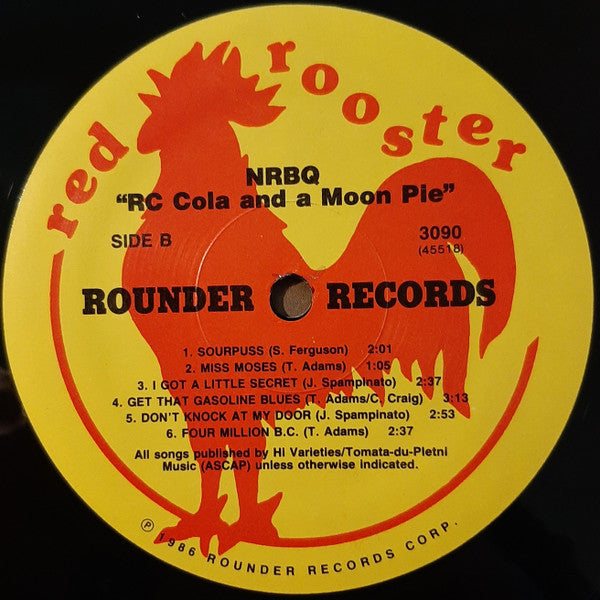 red rooster
NRBQ
"RC Cola and a Moon Pie"
SIDE B
3090
(45518)
ROUNDER RECORDS
1. SOURPUSS (S. Ferguson) 2:01
2. MISS MOSES (T. Adams) 1:05
3. I GOT A LITTLE SECRET (J. Spampinato) 2:37
4. GET THAT GASOLINE BLUES (T. Adams/C. Craig) 3:13
5. DON'T KNOCK AT MY DOOR (J. Spampinato) 2:53
6. FOUR MILLION B.C. (T. Adams) 2:37
All songs published by Hi Varieties/Tomata-du-Pletni
Music (ASCAP) unless otherwise indicated.
℗ 1986 ROUNDER RECORDS CORP.